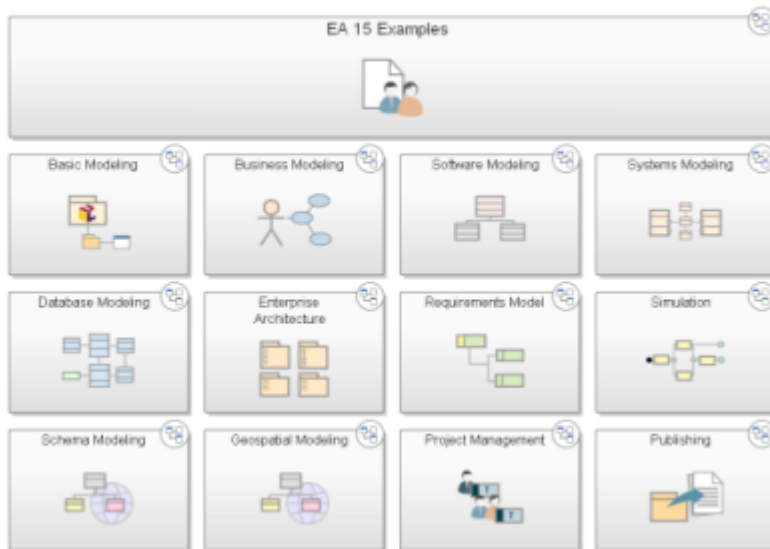 EA 15 Examples
Basic Modeling
Business Modeling
Software Modeling
Systems Modeling
Database Modeling
Enterprise
Architecture
Requirements Model
Simulation
Schema Modeling
Geospatial Modeling
Project Management
Publishing